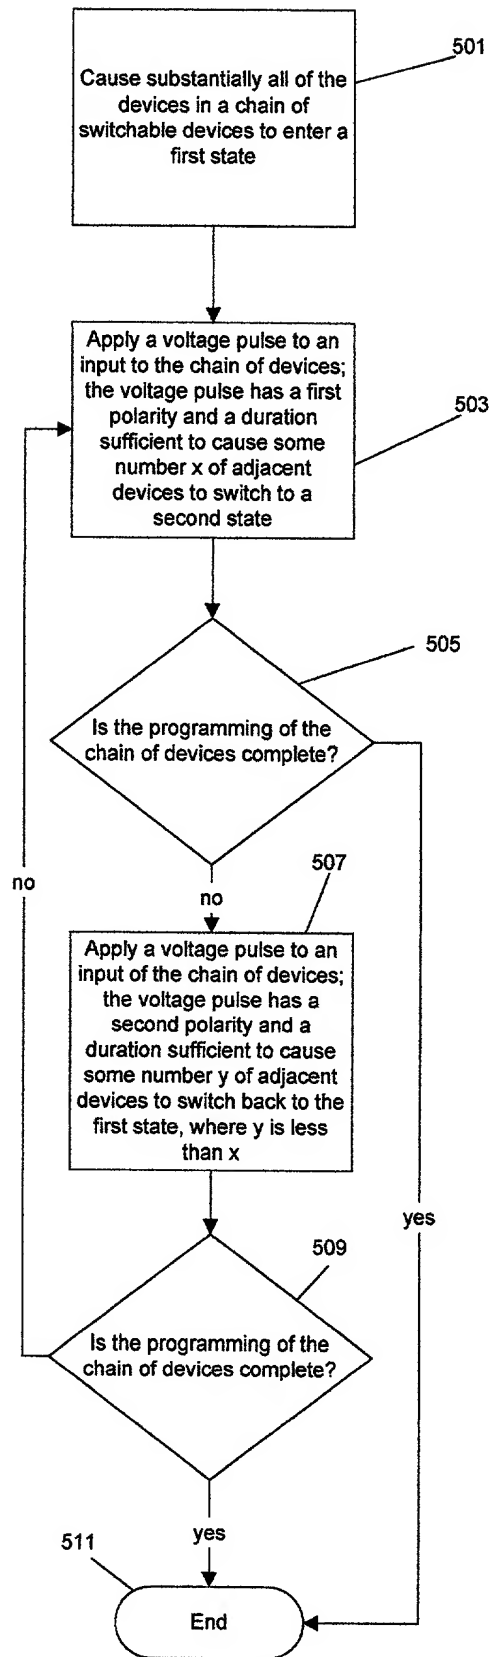 501
Cause substantially all of the
devices in a chain of
switchable devices to enter a
first state
Apply a voltage pulse to an
input to the chain of devices;
the voltage pulse has a first
polarity and a duration
sufficient to cause some
number x of adjacent
devices to switch to a
second state
503
505
Is the programming of the
chain of devices complete?
no
no
507
Apply a voltage pulse to an
input of the chain of devices;
the voltage pulse has a
second polarity and a
duration sufficient to cause
some number y of adjacent
devices to switch back to the
first state, where y is less
than x
yes
509
Is the programming of the
chain of devices complete?
yes
511
End